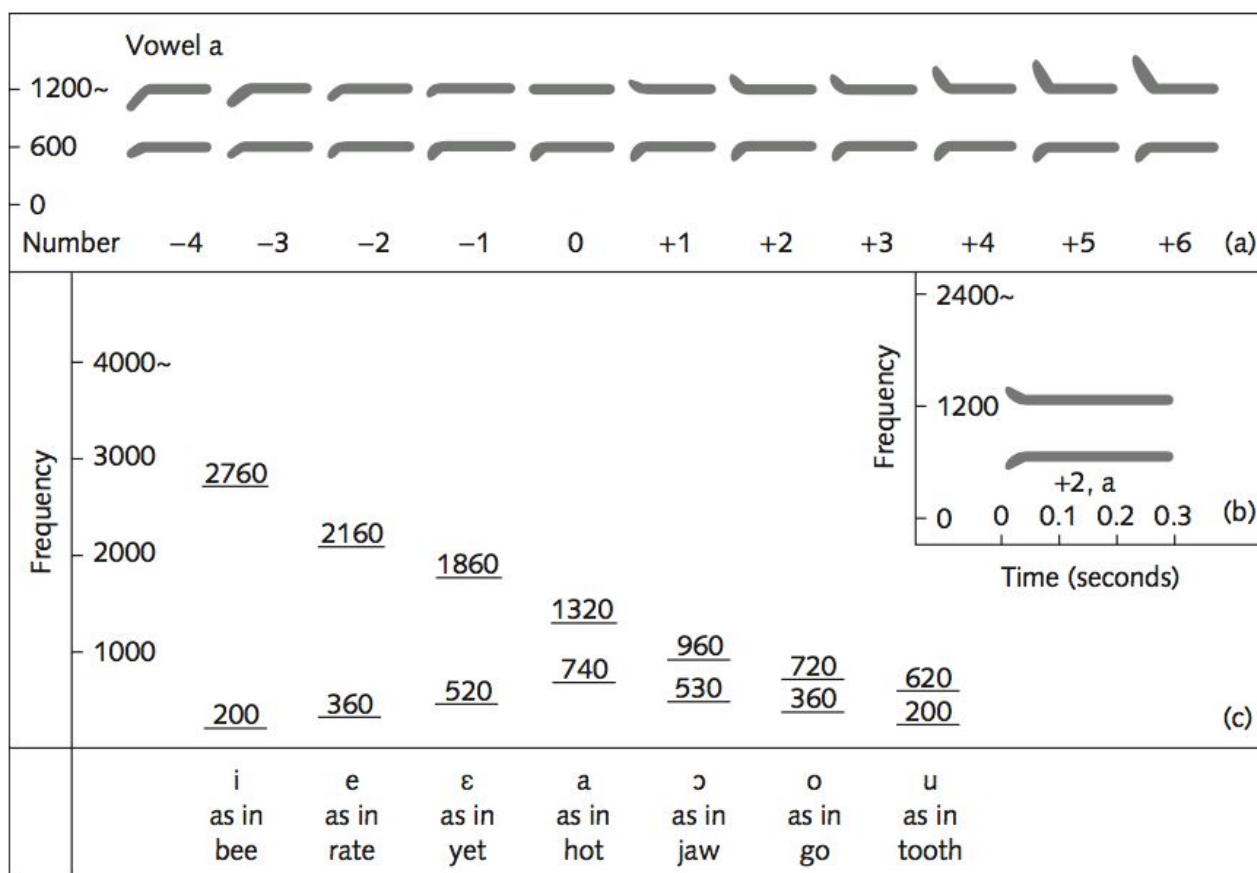 Vowel a
1200~
600
0
Number −4 −3 −2 −1 0 +1 +2 +3 +4 +5 +6 (a)
Frequency
4000~
3000
2000
1000
2760
2160
1860
1320
960
720
620
200
360
520
740
530
360
200
(c)
i
as in
bee
e
as in
rate
ε
as in
yet
a
as in
hot
ɔ
as in
jaw
o
as in
go
u
as in
tooth
Frequency
2400~
1200
0
+2, a
0 0.1 0.2 0.3
(b)
Time (seconds)